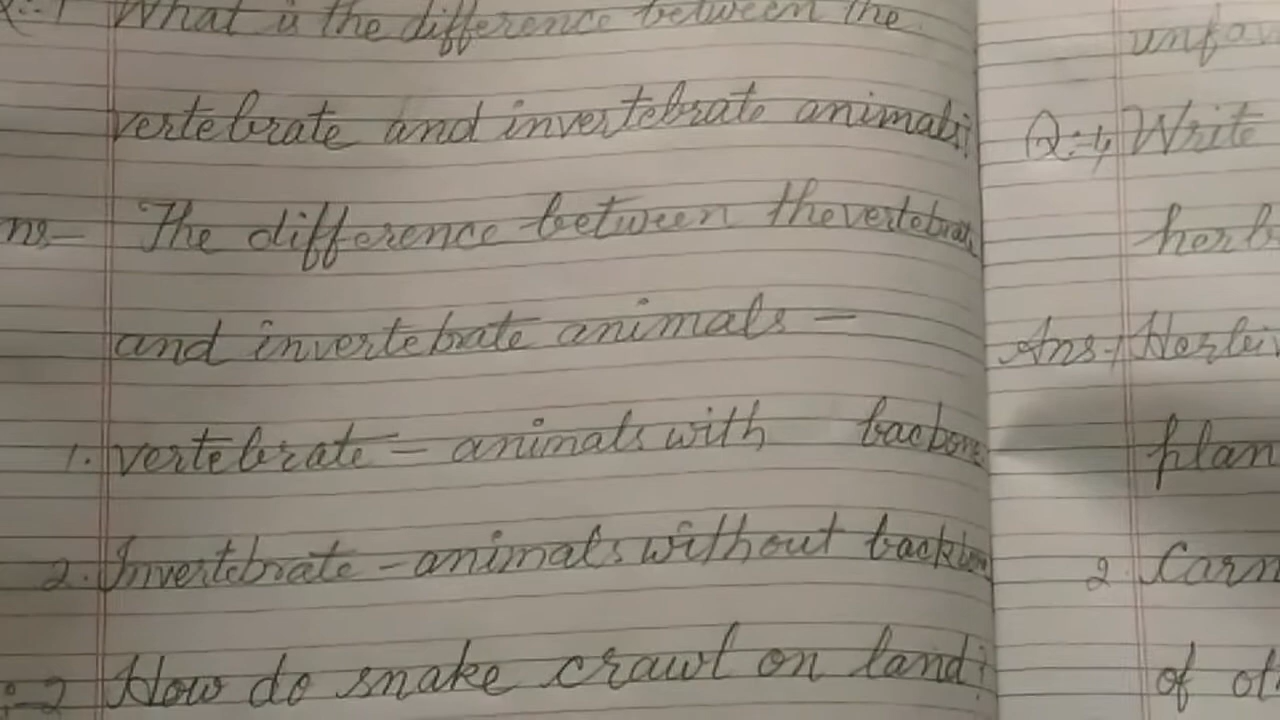 What is the difference between the
vertebrate and invertebrate animals?
The difference between the vertebrate
and invertebrate animals –
1. vertebrate – animals with bacbone
2. Invertebrate – animals without backbone
How do snake crawl on land?
Q:-4, Write
Ans-1,
plan
2. Carn
of ot